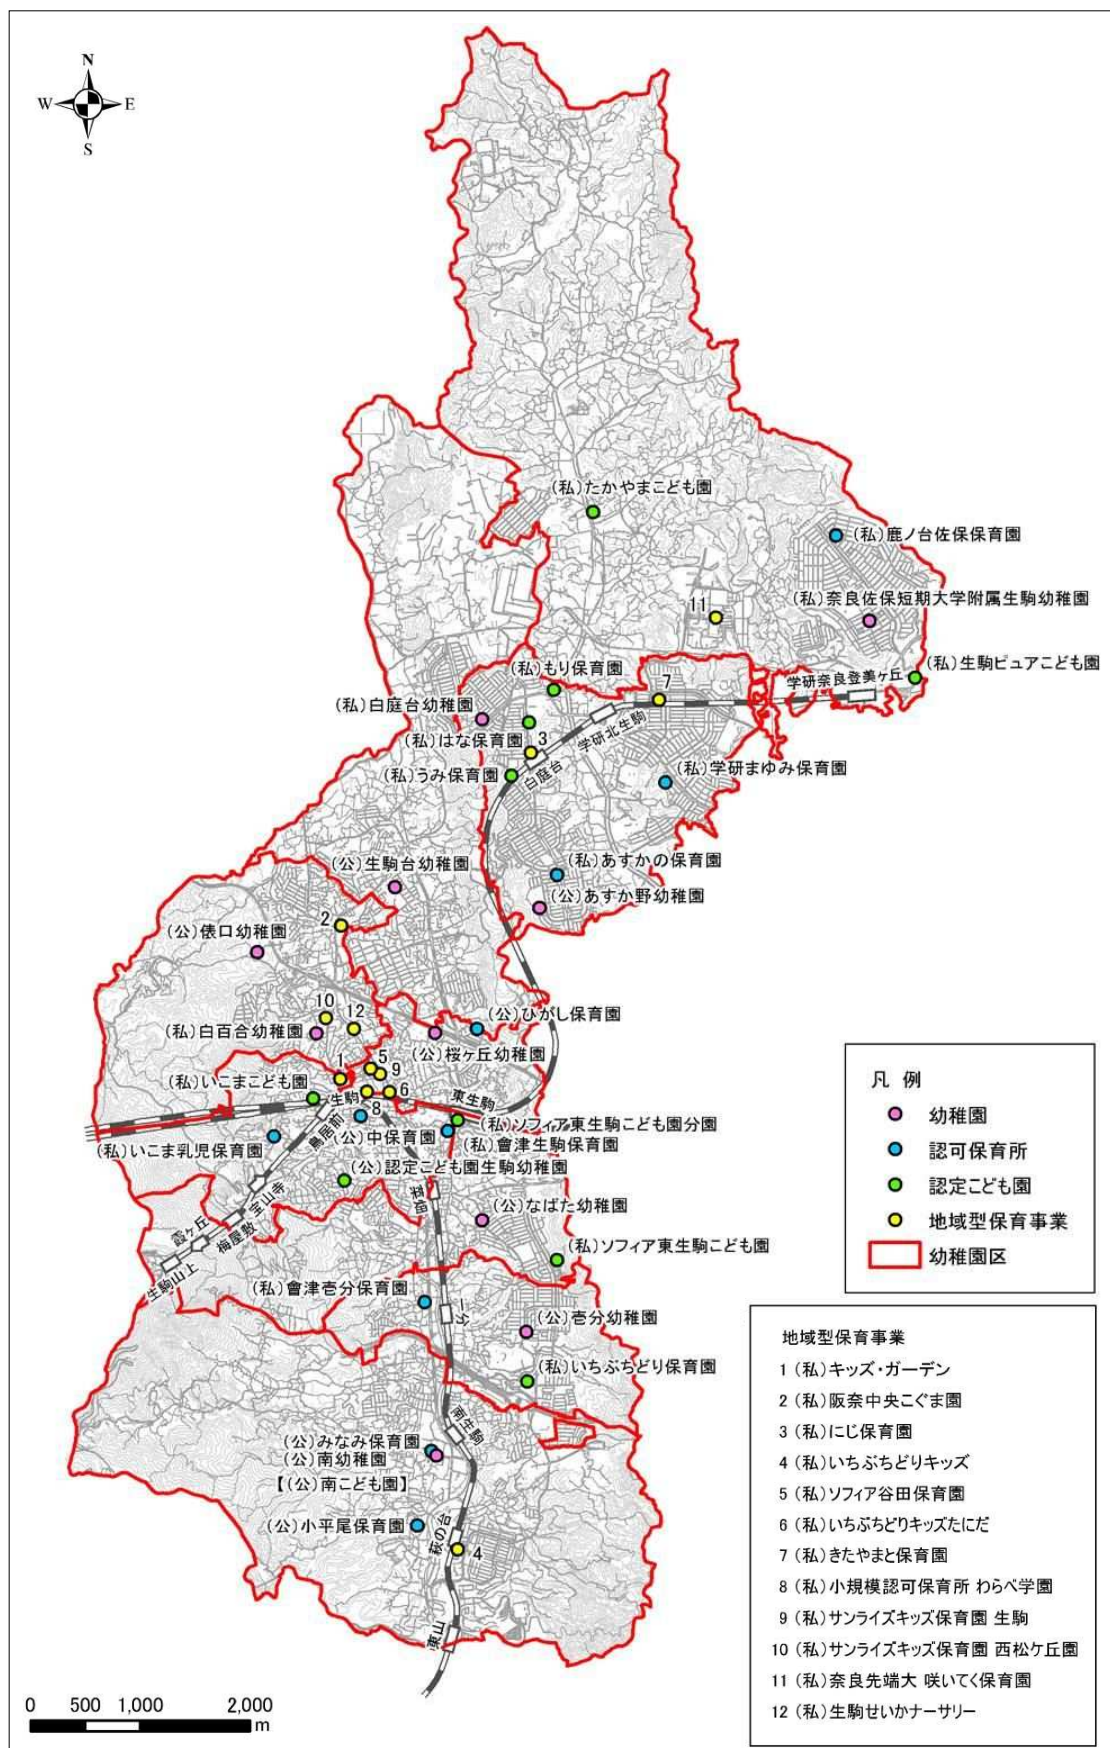 N
W E
S
(私)たかやまこども園
(私)鹿ノ台佐保保育園
11
(私)奈良佐保短期大学附属生駒幼稚園
(私)もり保育園
7
学研奈良登美ヶ丘
(私)生駒ピュアこども園
(私)白庭台幼稚園
学研北生駒
(私)はな保育園
3
白庭台
(私)うみ保育園
(私)学研まゆみ保育園
(公)生駒台幼稚園
(私)あすかの保育園
(公)あすか野幼稚園
2
(公)俵口幼稚園
10
12
(私)白百合幼稚園
(公)ひがし保育園
(公)桜ヶ丘幼稚園
1
5
9
(私)いこまこども園
生駒
8
6
東生駒
鳥居前
(私)ソフィア東生駒こども園分園
(公)中保育園
(私)會津生駒保育園
(私)いこま乳児保育園
(公)認定こども園生駒幼稚園
宝山寺
菜畑
梅屋敷
霞ヶ丘
生駒山上
(公)なばた幼稚園
(私)ソフィア東生駒こども園
(私)會津壱分保育園
一分
(公)壱分幼稚園
(私)いちぶちどり保育園
南生駒
(公)みなみ保育園
(公)南幼稚園
【(公)南こども園】
(公)小平尾保育園
萩の台
4
東山
凡 例
幼稚園
認可保育所
認定こども園
地域型保育事業
幼稚園区
地域型保育事業
1 (私)キッズ・ガーデン
2 (私)阪奈中央こぐま園
3 (私)にじ保育園
4 (私)いちぶちどりキッズ
5 (私)ソフィア谷田保育園
6 (私)いちぶちどりキッズたにだ
7 (私)きたやまと保育園
8 (私)小規模認可保育所 わらべ学園
9 (私)サンライズキッズ保育園 生駒
10 (私)サンライズキッズ保育園 西松ケ丘園
11 (私)奈良先端大 咲いてく保育園
12 (私)生駒せいかナーサリー
0 500 1,000 2,000
m